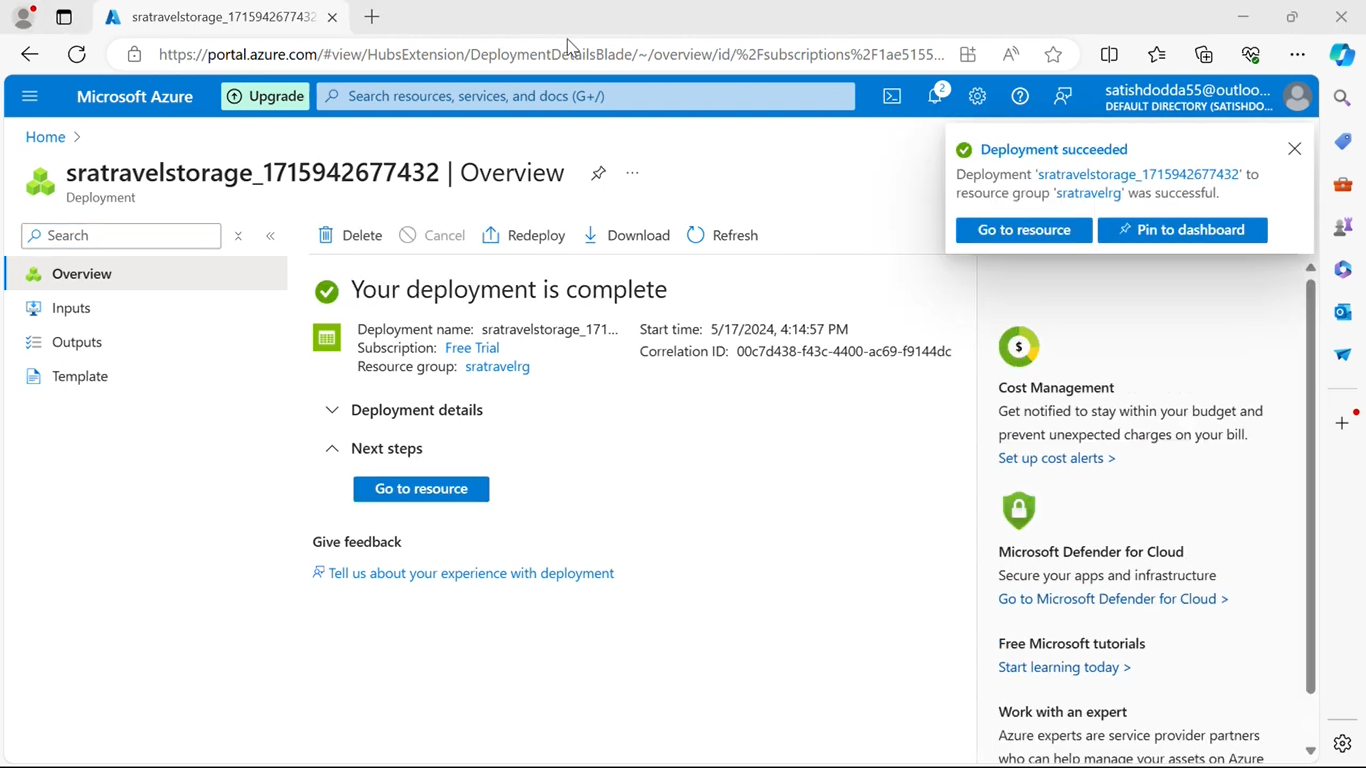 sratravelstorage_1715942677432
https://portal.azure.com/#view/HubsExtension/DeploymentDetailsBlade/~/overview/id/%2Fsubscriptions%2F1ae5155...
Microsoft Azure
Upgrade
Search resources, services, and docs (G+/)
2
satishdodda55@outloo...
DEFAULT DIRECTORY (SATISHDO...
Home >
sratravelstorage_1715942677432 | Overview
...
Deployment
Deployment succeeded
Deployment 'sratravelstorage_1715942677432' to
resource group 'sratravelrg' was successful.
Go to resource
Pin to dashboard
Search
Delete
Cancel
Redeploy
Download
Refresh
Overview
Inputs
Outputs
Template
Your deployment is complete
Deployment name: sratravelstorage_171...
Subscription: Free Trial
Resource group: sratravelrg
Start time: 5/17/2024, 4:14:57 PM
Correlation ID: 00c7d438-f43c-4400-ac69-f9144dc
Deployment details
Next steps
Go to resource
Give feedback
Tell us about your experience with deployment
$
Cost Management
Get notified to stay within your budget and
prevent unexpected charges on your bill.
Set up cost alerts >
Microsoft Defender for Cloud
Secure your apps and infrastructure
Go to Microsoft Defender for Cloud >
Free Microsoft tutorials
Start learning today >
Work with an expert
Azure experts are service provider partners
who can help manage your assets on Azure